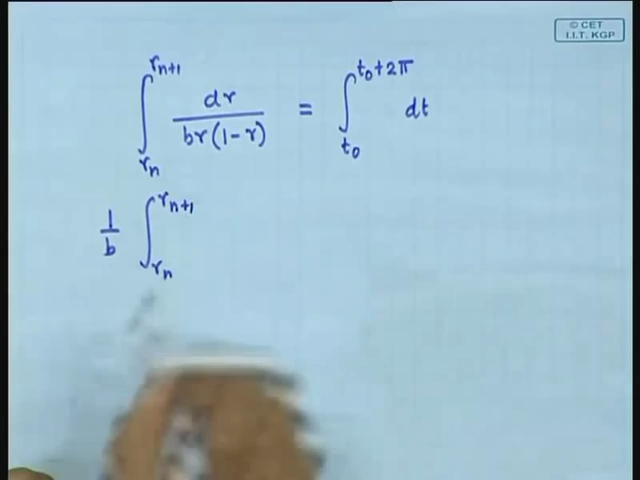 © CET
I.I.T. KGP
∫_{r_n}^{r_{n+1}} dr / br(1-r) = ∫_{t_0}^{t_0+2π} dt
1/b ∫_{r_n}^{r_{n+1}}